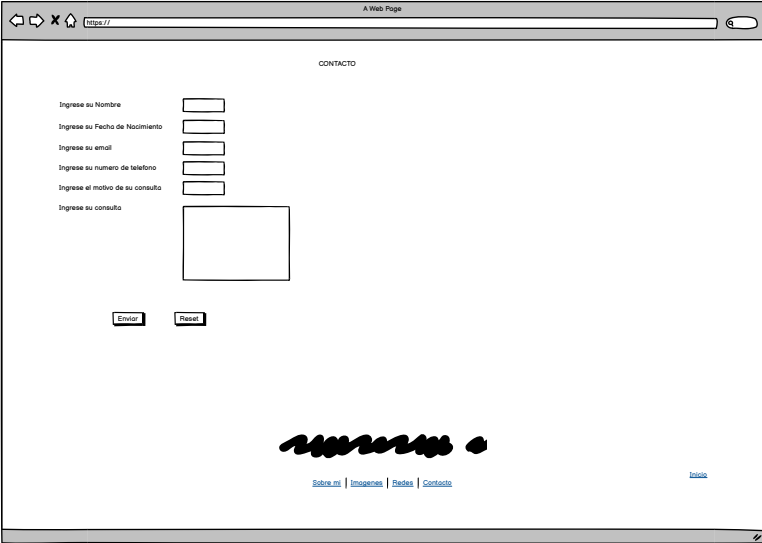 A Web Page
https://
CONTACTO
Ingrese su Nombre
Ingrese su Fecha de Nacimiento
Ingrese su email
Ingrese su numero de telefono
Ingrese el motivo de su consulta
Ingrese su consulta
Enviar Reset
Inicio
Sobre mi | Imagenes | Redes | Contacto